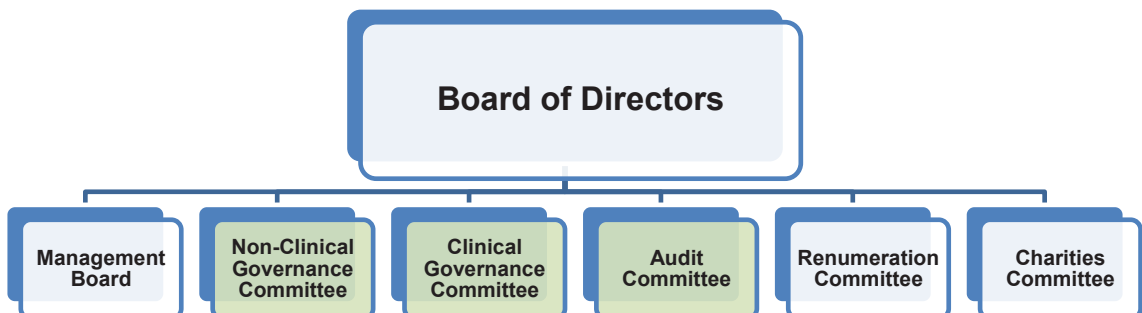 Board of Directors
Management
Board
Non-Clinical
Governance
Committee
Clinical
Governance
Committee
Audit
Committee
Renumeration
Committee
Charities
Committee